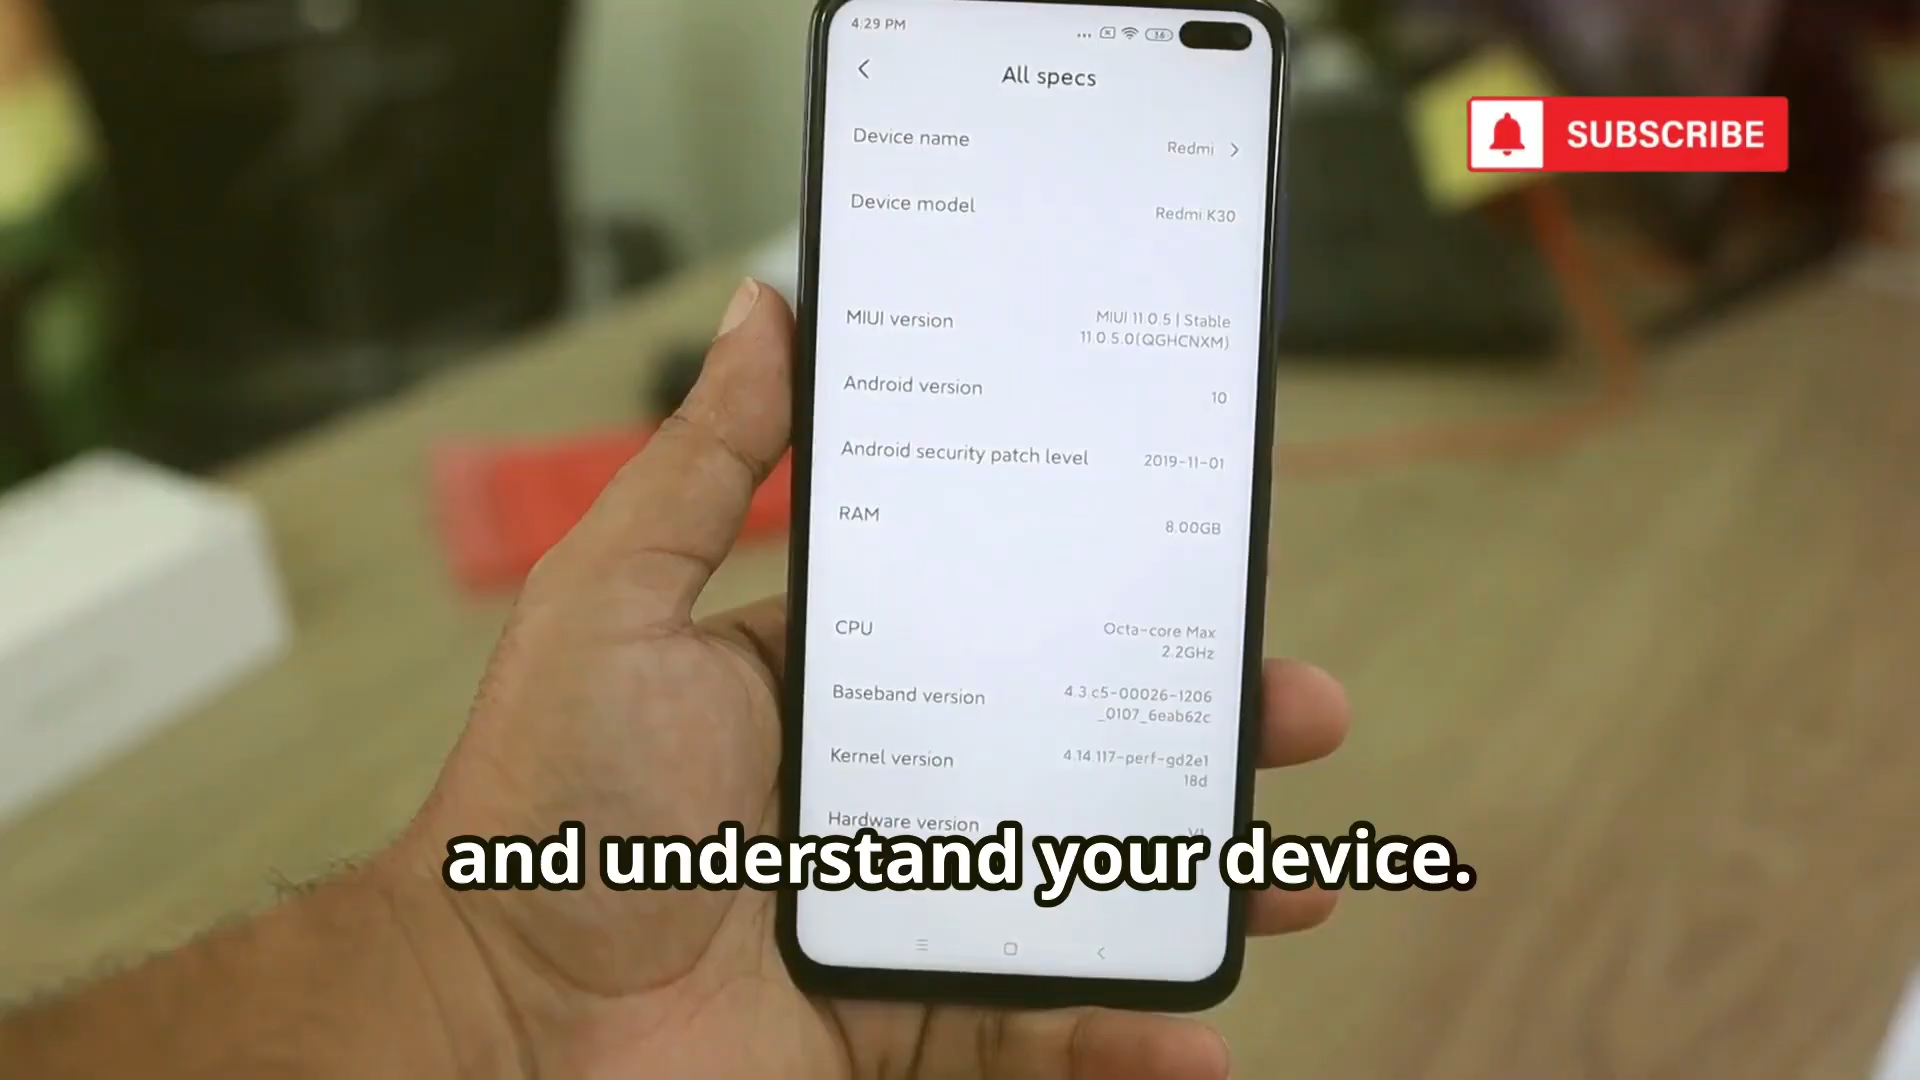 4:29 PM
36
All specs
SUBSCRIBE
Device name
Redmi
Device model
Redmi K30
MIUI version
MIUI 11.0.5 | Stable
11.0.5.0(QGHCNXM)
Android version
10
Android security patch level
2019-11-01
RAM
8.00GB
CPU
Octa-core Max
2.2GHz
Baseband version
4.3.c5-00026-1206
_0107_6eab62c
Kernel version
4.14.117-perf-gd2e1
18d
Hardware version
V1
and understand your device.